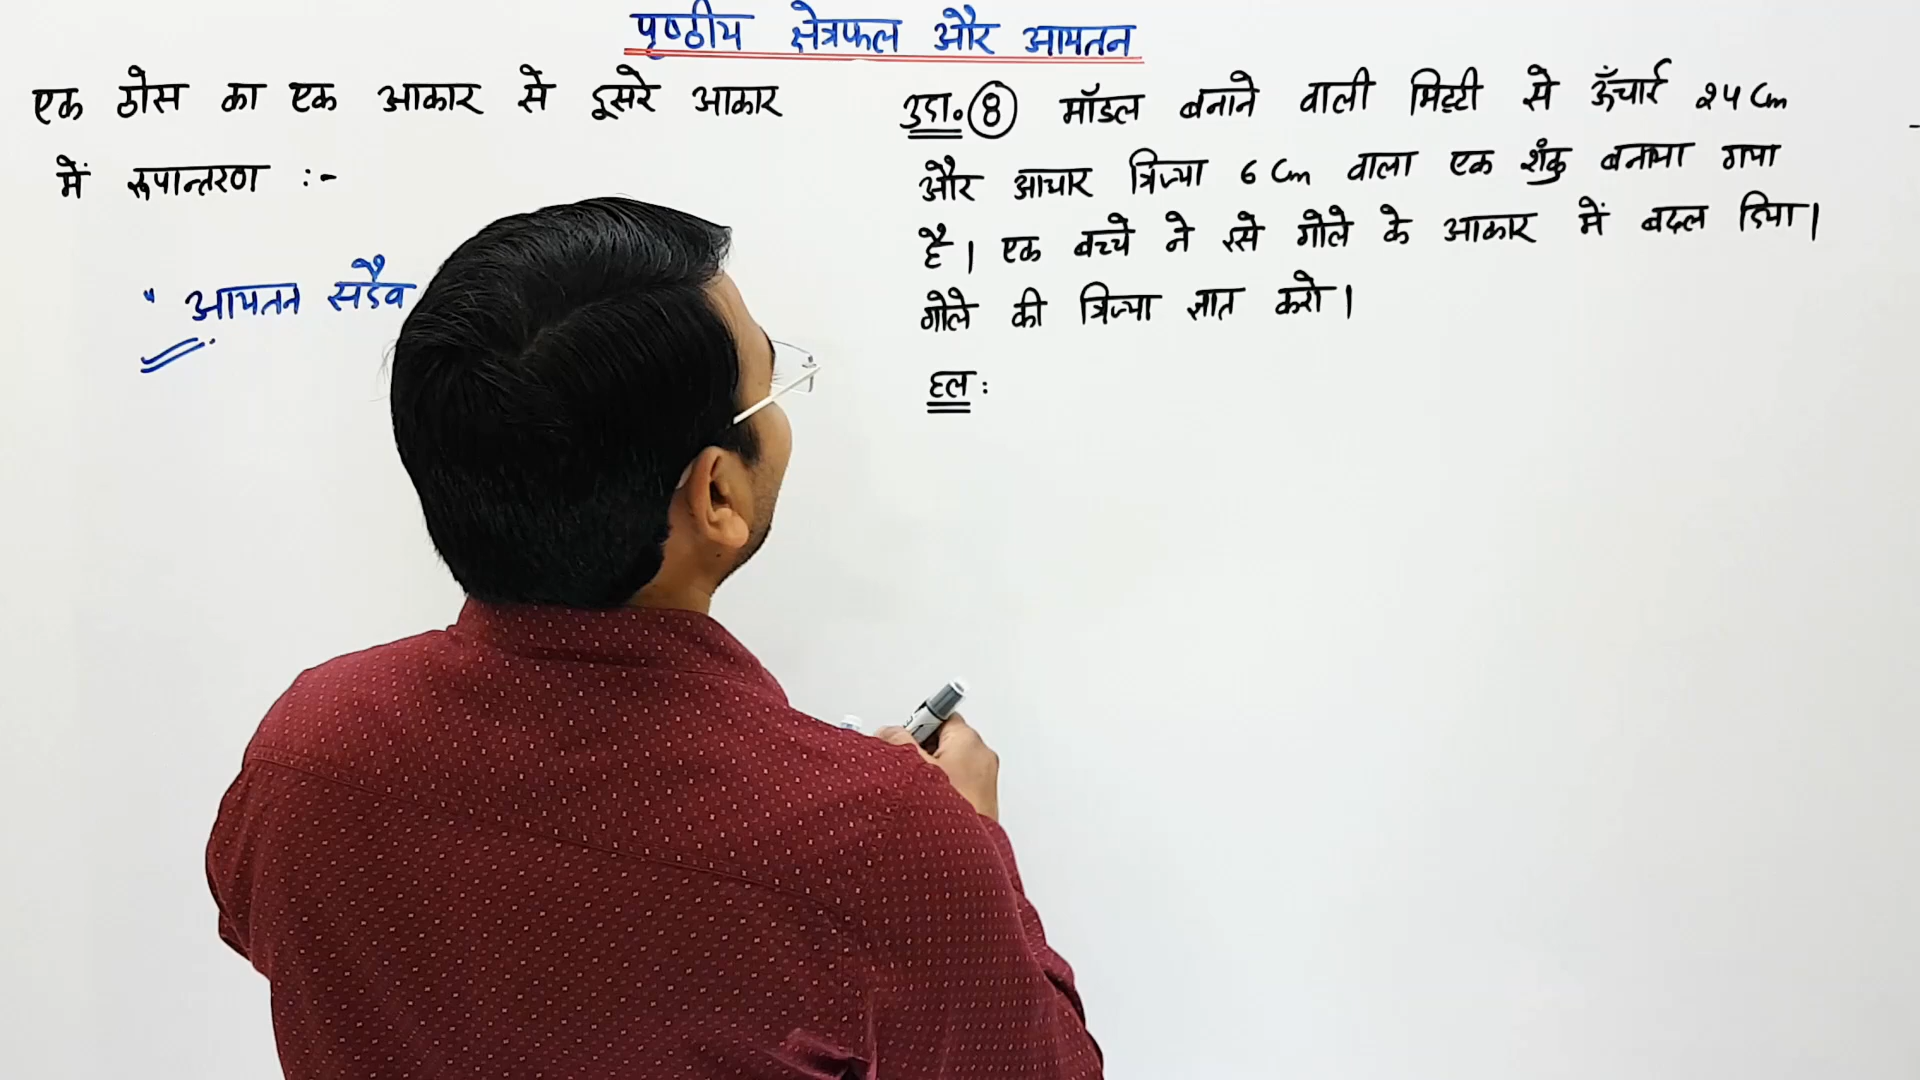 पृष्ठीय क्षेत्रफल और आयतन
एक ठोस का एक आकार से दूसरे आकार
में रूपान्तरण :-
" आयतन सदैव
उदा. 8 मॉडल बनाने वाली मिट्टी से ऊँचाई 24 Cm
और आधार त्रिज्या 6 Cm वाला एक शंकु बनाया गया
है। एक बच्चे ने इसे गोले के आकार में बदल दिया।
गोले की त्रिज्या ज्ञात करो।
हल :